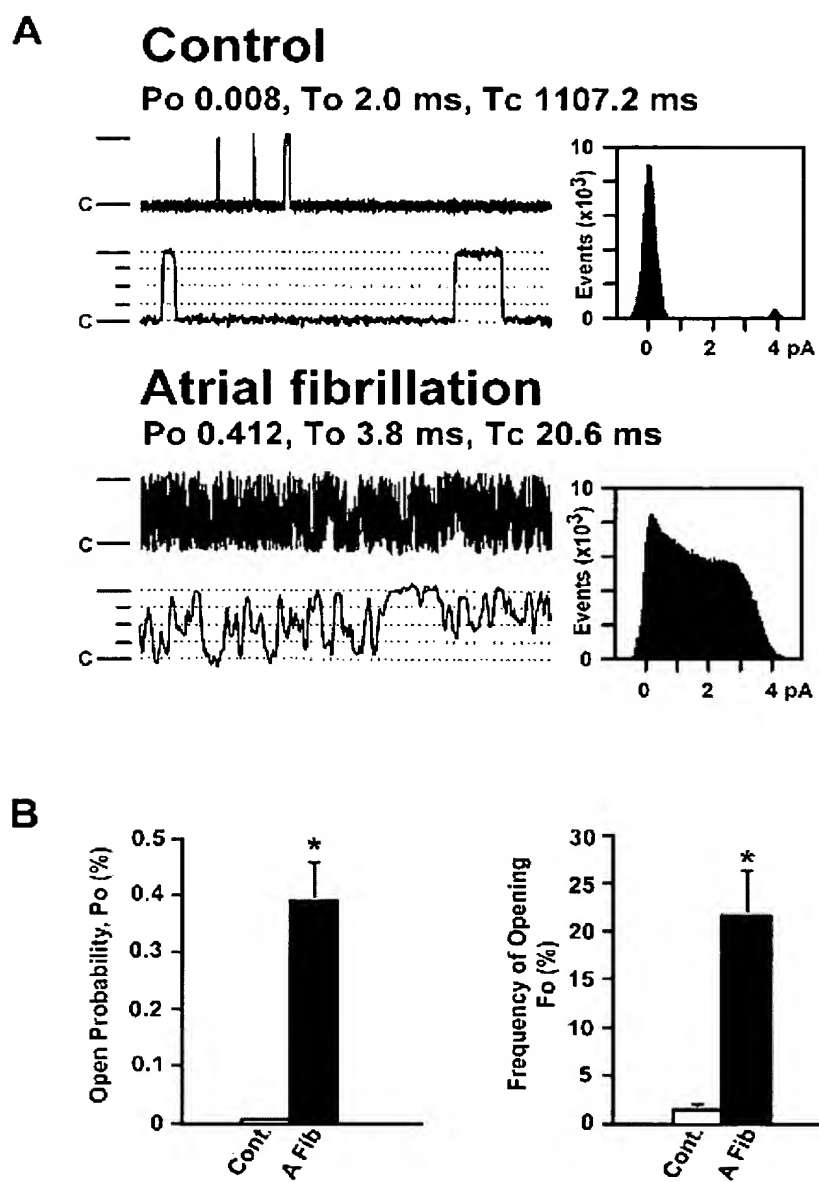 A
Control
Po 0.008, To 2.0 ms, Tc 1107.2 ms
C
C
10
Events (x10³)
0
0 2 4 pA
Atrial fibrillation
Po 0.412, To 3.8 ms, Tc 20.6 ms
C
C
10
Events (x10³)
0
0 2 4 pA
B
Open Probability, Po (%)
0.5
0.4
0.3
0.2
0.1
0
*
Cont.
A Fib
Frequency of Opening
Fo (%)
30
25
20
15
10
5
0
*
Cont.
A Fib